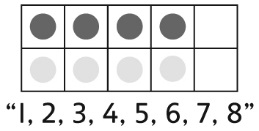 “1, 2, 3, 4, 5, 6, 7, 8”